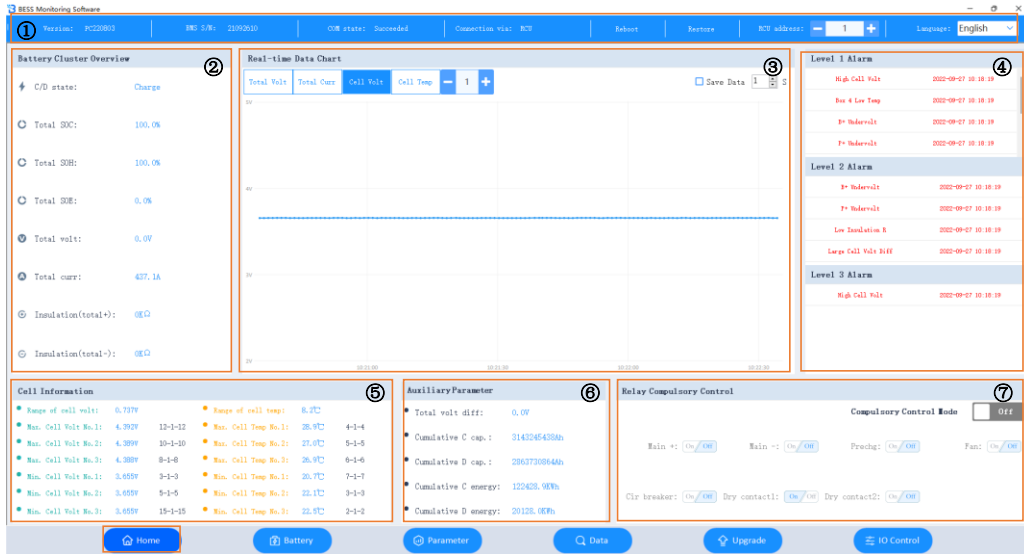 BESS Monitoring Software
① Version: PC220803 BMS S/N: 21092610 COM state: Succeeded Connection via: RCU Reboot Restore RCU address: 1 Language: English
Battery Cluster Overview ②
C/D state: Charge
Total SOC: 100.0%
Total SOH: 100.0%
Total SOE: 0.0%
Total volt: 0.0V
Total curr: 437.1A
Insulation(total+): 0KΩ
Insulation(total-): 0KΩ
Real-time Data Chart ③
Total Volt Total Curr Cell Volt Cell Temp 1 Save Data 1 S
5V
4V
3V
2V
10:21:00 10:21:30 10:22:00 10:22:30
Level 1 Alarm ④
High Cell Volt 2022-09-27 10:18:19
Box 4 Low Temp 2022-09-27 10:18:19
B+ Undervolt 2022-09-27 10:18:19
P+ Undervolt 2022-09-27 10:18:19
Level 2 Alarm
B+ Undervolt 2022-09-27 10:18:19
P+ Undervolt 2022-09-27 10:18:19
Low Insulation R 2022-09-27 10:18:19
Large Cell Volt Diff 2022-09-27 10:18:19
Level 3 Alarm
High Cell Volt 2022-09-27 10:18:19
Cell Information ⑤
Range of cell volt: 0.737V Range of cell temp: 8.2℃
Max. Cell Volt No.1: 4.392V 12-1-12 Max. Cell Temp No.1: 28.9℃ 4-1-4
Max. Cell Volt No.2: 4.389V 10-1-10 Max. Cell Temp No.2: 27.0℃ 5-1-5
Max. Cell Volt No.3: 4.388V 8-1-8 Max. Cell Temp No.3: 26.9℃ 6-1-6
Min. Cell Volt No.1: 3.655V 3-1-3 Min. Cell Temp No.1: 20.7℃ 7-1-7
Min. Cell Volt No.2: 3.655V 5-1-5 Min. Cell Temp No.2: 22.1℃ 3-1-3
Min. Cell Volt No.3: 3.655V 15-1-15 Min. Cell Temp No.3: 22.5℃ 2-1-2
Auxiliary Parameter ⑥
Total volt diff: 0.0V
Cumulative C cap.: 3143245438Ah
Cumulative D cap.: 2863730864Ah
Cumulative C energy: 122428.9KWh
Cumulative D energy: 20128.0KWh
Relay Compulsory Control ⑦
Compulsory Control Mode Off
Main +: On/Off Main -: On/Off Prechg: On/Off Fan: On/Off
Cir breaker: On/Off Dry contact1: On/Off Dry contact2: On/Off
Home Battery Parameter Data Upgrade IO Control